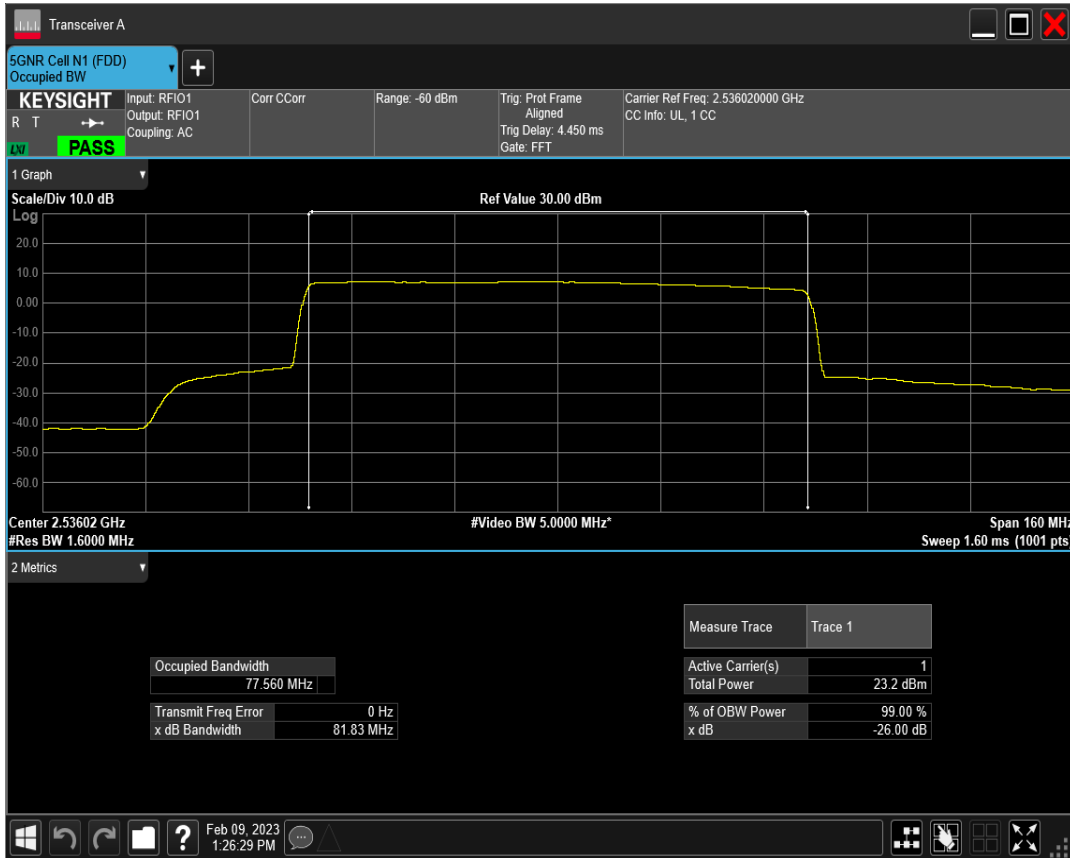 Transceiver A
5GNR Cell N1 (FDD)
Occupied BW
+
KEYSIGHT
R T
LXI
PASS
Input: RFIO1
Output: RFIO1
Coupling: AC
Corr CCorr
Range: -60 dBm
Trig: Prot Frame
Aligned
Trig Delay: 4.450 ms
Gate: FFT
Carrier Ref Freq: 2.536020000 GHz
CC Info: UL, 1 CC
1 Graph
Scale/Div 10.0 dB
Ref Value 30.00 dBm
Log
20.0
10.0
0.00
-10.0
-20.0
-30.0
-40.0
-50.0
-60.0
Center 2.53602 GHz
#Video BW 5.0000 MHz*
Span 160 MHz
#Res BW 1.6000 MHz
Sweep 1.60 ms (1001 pts)
2 Metrics
Measure Trace Trace 1
Occupied Bandwidth
77.560 MHz
Active Carrier(s) 1
Total Power 23.2 dBm
Transmit Freq Error 0 Hz
x dB Bandwidth 81.83 MHz
% of OBW Power 99.00 %
x dB -26.00 dB
?
Feb 09, 2023
1:26:29 PM